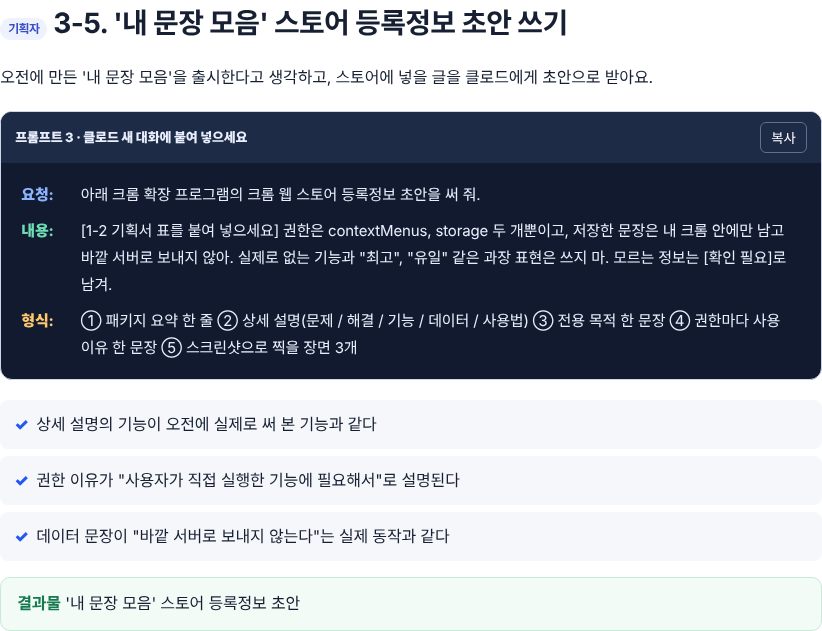 기획자 3-5. '내 문장 모음' 스토어 등록정보 초안 쓰기
오전에 만든 '내 문장 모음'을 출시한다고 생각하고, 스토어에 넣을 글을 클로드에게 초안으로 받아요.
프롬프트 3 · 클로드 새 대화에 붙여 넣으세요 복사
요청: 아래 크롬 확장 프로그램의 크롬 웹 스토어 등록정보 초안을 써 줘.
내용: [1-2 기획서 표를 붙여 넣으세요] 권한은 contextMenus, storage 두 개뿐이고, 저장한 문장은 내 크롬 안에만 남고
바깥 서버로 보내지 않아. 실제로 없는 기능과 "최고", "유일" 같은 과장 표현은 쓰지 마. 모르는 정보는 [확인 필요]로
남겨.
형식: ① 패키지 요약 한 줄 ② 상세 설명(문제 / 해결 / 기능 / 데이터 / 사용법) ③ 전용 목적 한 문장 ④ 권한마다 사용
이유 한 문장 ⑤ 스크린샷으로 찍을 장면 3개
✔ 상세 설명의 기능이 오전에 실제로 써 본 기능과 같다
✔ 권한 이유가 "사용자가 직접 실행한 기능에 필요해서"로 설명된다
✔ 데이터 문장이 "바깥 서버로 보내지 않는다"는 실제 동작과 같다
결과물 '내 문장 모음' 스토어 등록정보 초안